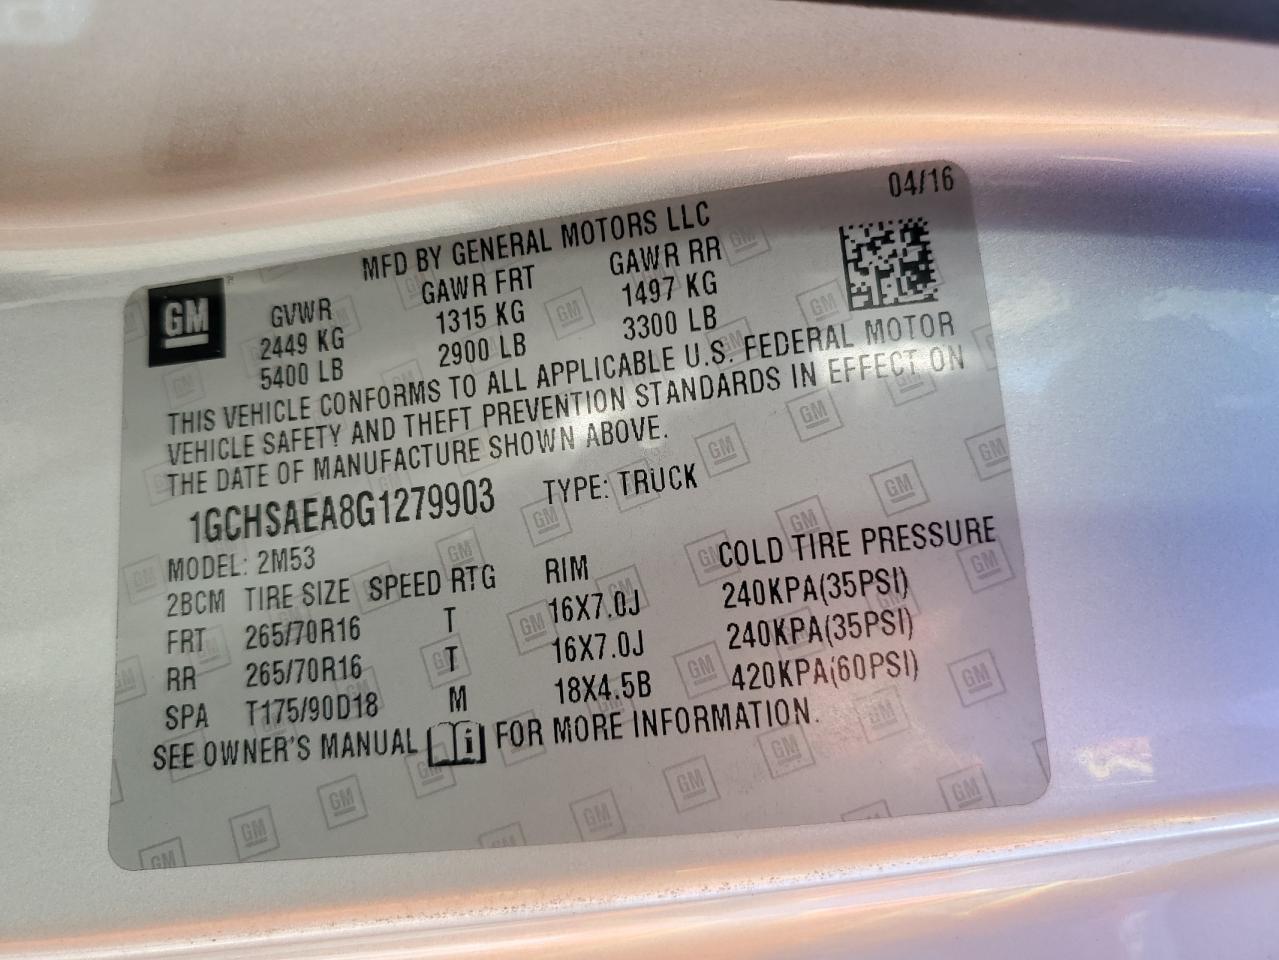 04/16
MFD BY GENERAL MOTORS LLC
GM
GVWR GAWR FRT GAWR RR
2449 KG 1315 KG 1497 KG
5400 LB 2900 LB 3300 LB
THIS VEHICLE CONFORMS TO ALL APPLICABLE U.S. FEDERAL MOTOR
VEHICLE SAFETY AND THEFT PREVENTION STANDARDS IN EFFECT ON
THE DATE OF MANUFACTURE SHOWN ABOVE.
1GCHSAEA8G1279903 TYPE: TRUCK
MODEL: 2M53
2BCM TIRE SIZE SPEED RTG RIM COLD TIRE PRESSURE
FRT 265/70R16 T 16X7.0J 240KPA(35PSI)
RR 265/70R16 T 16X7.0J 240KPA(35PSI)
SPA T175/90D18 M 18X4.5B 420KPA(60PSI)
SEE OWNER'S MANUAL i FOR MORE INFORMATION.